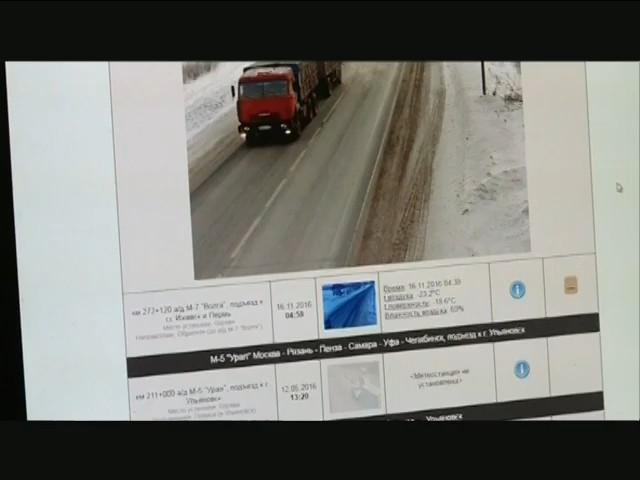 км 272+120 а/д М-7 "Волга", подъезд к
гг. Ижевск и Пермь
16.11.2016
04:58
Время: 16.11.2016 04:38
t воздуха: -23.2°C
t поверхности: -18.6°C
Влажность воздуха: 69%
М-5 "Урал" Москва - Рязань - Пенза - Самара - Уфа - Челябинск, подъезд к г. Ульяновск
км 211+000 а/д М-5 "Урал", подъезд к г.
Ульяновск
12.05.2016
13:20
<Метеостанция не
установлена>
Ульяновск